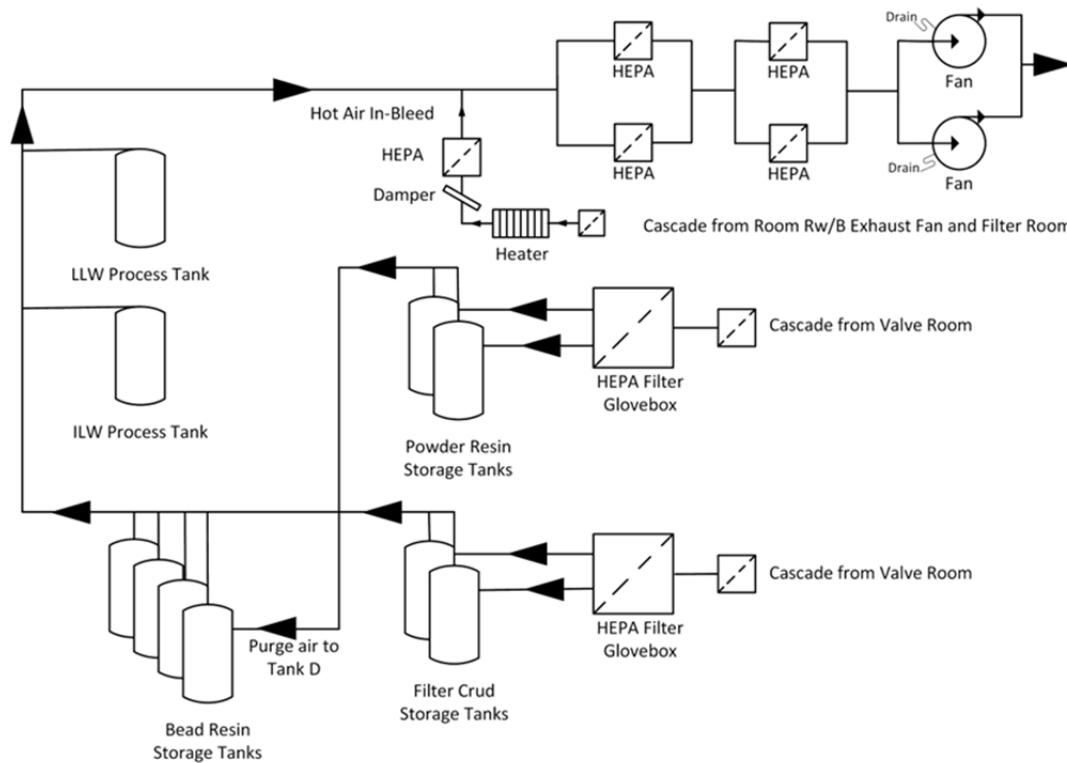 Drain
HEPA
HEPA
Fan
Hot Air In-Bleed
HEPA
Damper
HEPA
HEPA
Drain
Fan
Heater
Cascade from Room Rw/B Exhaust Fan and Filter Room
LLW Process Tank
Cascade from Valve Room
HEPA Filter
Glovebox
ILW Process Tank
Powder Resin
Storage Tanks
Cascade from Valve Room
HEPA Filter
Glovebox
Purge air to
Tank D
Filter Crud
Storage Tanks
Bead Resin
Storage Tanks